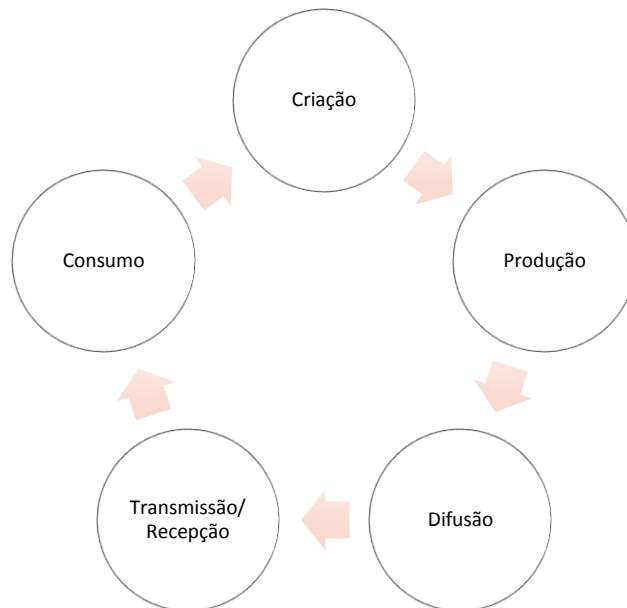 Criação
Produção
Difusão
Transmissão/
Recepção
Consumo